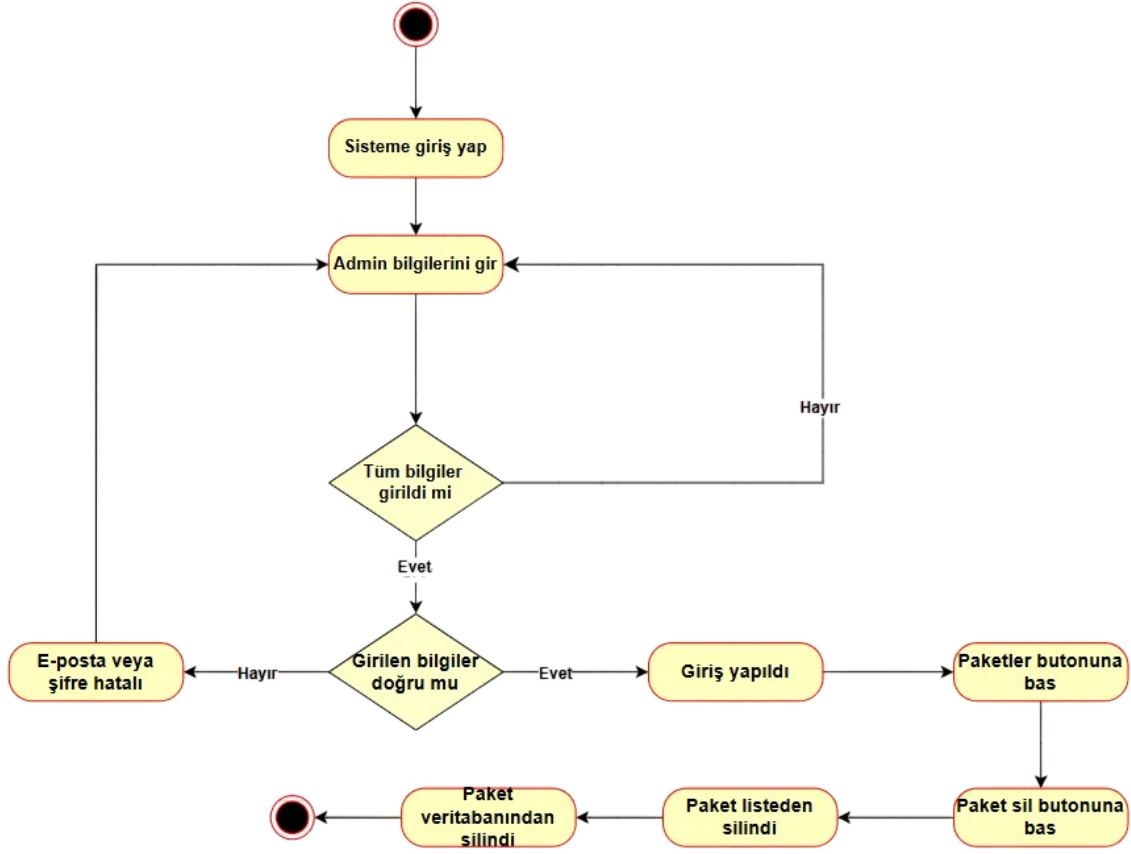 Sisteme giriş yap
Admin bilgilerini gir
Hayır
Tüm bilgiler
girildi mi
Evet
E-posta veya
şifre hatalı
Hayır
Girilen bilgiler
doğru mu
Evet
Giriş yapıldı
Paketler butonuna
bas
Paket
veritabanından
silindi
Paket listeden
silindi
Paket sil butonuna
bas